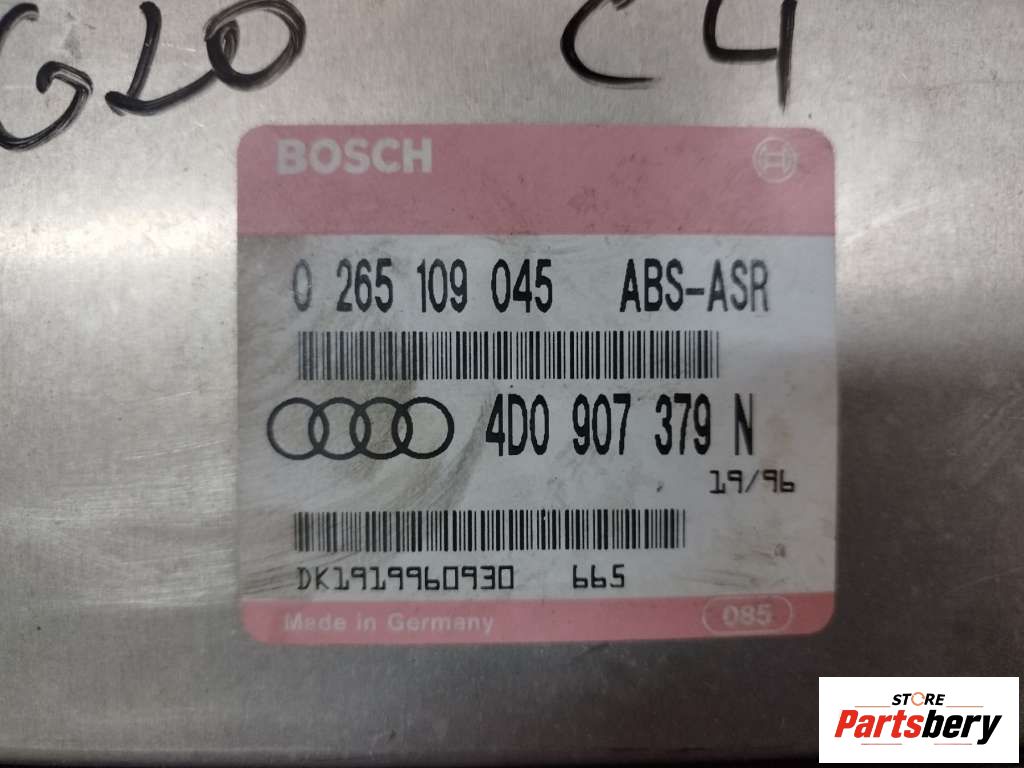 GLO C4
BOSCH
0 265 109 045 ABS-ASR
4D0 907 379 N
19/96
DK1919960930 665
Made in Germany 085
STORE
Partsbery